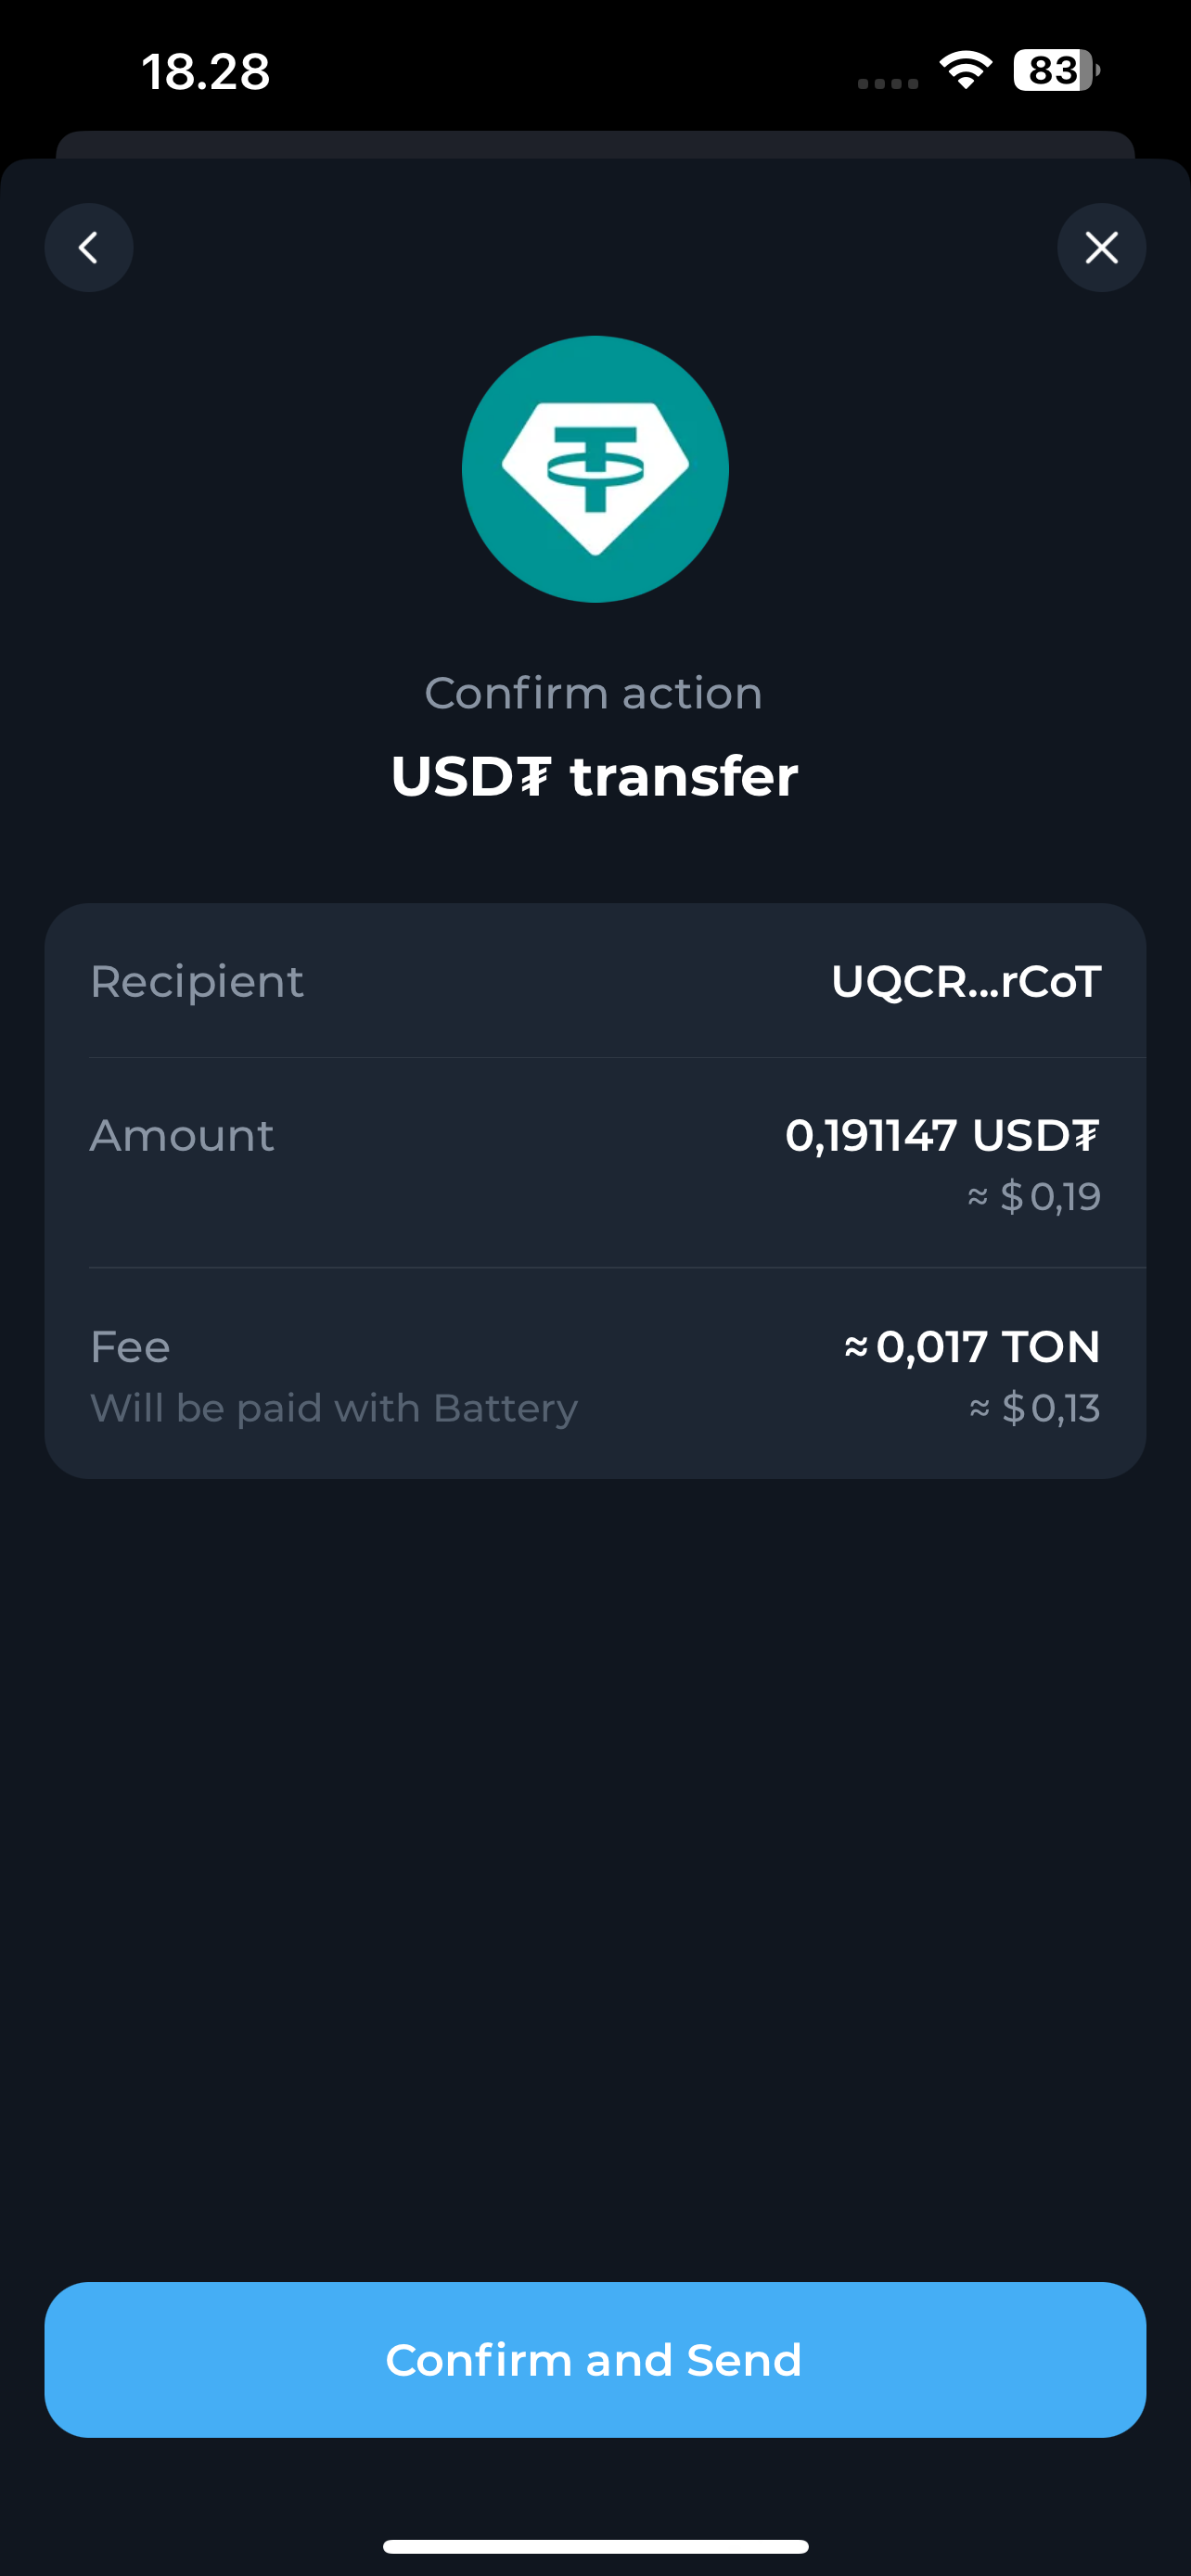 18.28
83
Confirm action
USD₮ transfer
Recipient UQCR...rCoT
Amount 0,191147 USD₮
≈ $0,19
Fee ≈0,017 TON
Will be paid with Battery ≈ $0,13
Confirm and Send